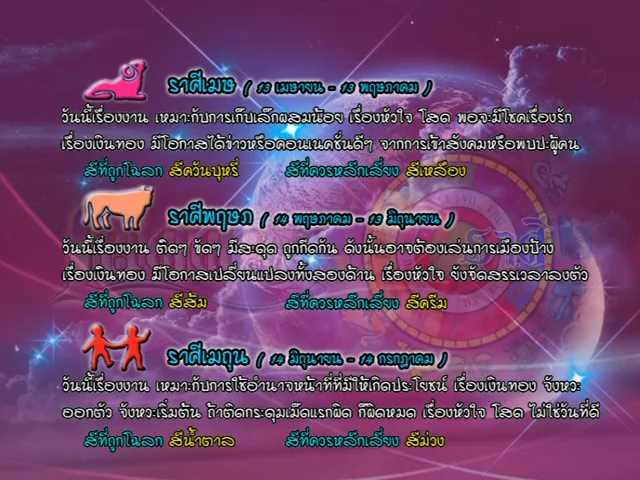 ราศีเมษ ( 13 เมษายน - 13 พฤษภาคม )
วันนี้เรื่องงาน เหมาะกับการเก็บเล็กผสมน้อย เรื่องหัวใจ โสด พอจะมีโชคเรื่องรัก
เรื่องเงินทอง มีโอกาสได้ข่าวหรือคอนเนคชั่นดีๆ จากการเข้าสังคมหรือพบปะผู้คน
สีที่ถูกโฉลก สีควันบุหรี่ สีที่ควรหลีกเลี่ยง สีเหลือง
ราศีพฤษภ ( 14 พฤษภาคม - 13 มิถุนายน )
วันนี้เรื่องงาน ติดๆ ขัดๆ มีสะดุด ถูกกีดกัน ดังนั้นอาจต้องเล่นการเมืองบ้าง
เรื่องเงินทอง มีโอกาสเปลี่ยนแปลงทั้งสองด้าน เรื่องหัวใจ ยังจัดสรรเวลาลงตัว
สีที่ถูกโฉลก สีส้ม สีที่ควรหลีกเลี่ยง สีครีม
ราศีเมถุน ( 14 มิถุนายน - 14 กรกฎาคม )
วันนี้เรื่องงาน เหมาะกับการใช้อำนาจหน้าที่ที่มีให้เกิดประโยชน์ เรื่องเงินทอง จังหวะ
ออกตัว จังหวะเริ่มต้น ถ้าติดกระดุมเม็ดแรกผิด ก็ผิดหมด เรื่องหัวใจ โสด ไม่ใช่วันที่ดี
สีที่ถูกโฉลก สีน้ำตาล สีที่ควรหลีกเลี่ยง สีม่วง